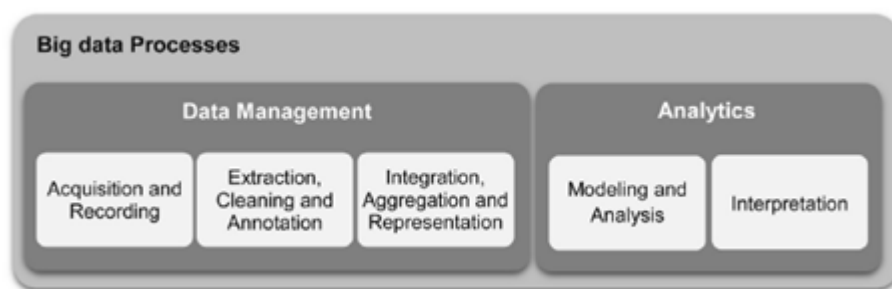 Big data Processes
Data Management
Acquisition and
Recording
Extraction,
Cleaning and
Annotation
Integration,
Aggregation and
Representation
Analytics
Modeling and
Analysis
Interpretation